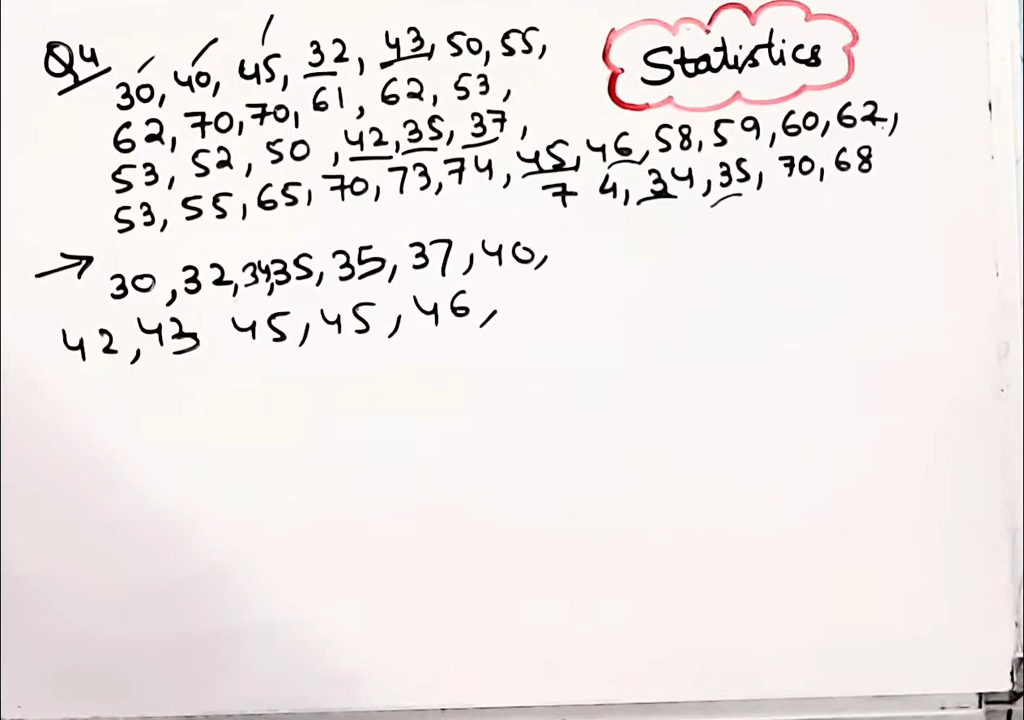 Q4
Statistics
30, 40, 45, 32, 43, 50, 55,
62, 70, 70, 61, 62, 53,
53, 52, 50, 42, 35, 37,
53, 55, 65, 70, 73, 74, 45, 46, 58, 59, 60, 62,
7 4, 34, 35, 70, 68
→ 30, 32, 34, 35, 35, 37, 40,
42, 43 45, 45, 46,